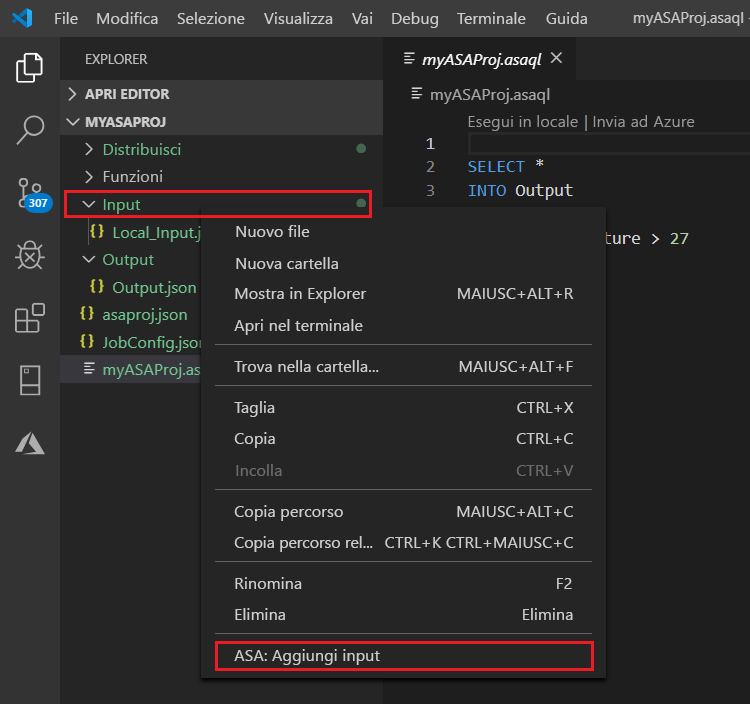 File Modifica Selezione Visualizza Vai Debug Terminale Guida myASAProj.asaql -
EXPLORER
APRI EDITOR
MYASAPROJ
Distribuisci
Funzioni
Input
Local_Input.j
Output
Output.json
asaproj.json
JobConfig.json
myASAProj.as
307
myASAProj.asaql
myASAProj.asaql
Esegui in locale | Invia ad Azure
1
2 SELECT *
3 INTO Output
ture > 27
Nuovo file
Nuova cartella
Mostra in Explorer MAIUSC+ALT+R
Apri nel terminale
Trova nella cartella... MAIUSC+ALT+F
Taglia CTRL+X
Copia CTRL+C
Incolla CTRL+V
Copia percorso MAIUSC+ALT+C
Copia percorso rel... CTRL+K CTRL+MAIUSC+C
Rinomina F2
Elimina Elimina
ASA: Aggiungi input